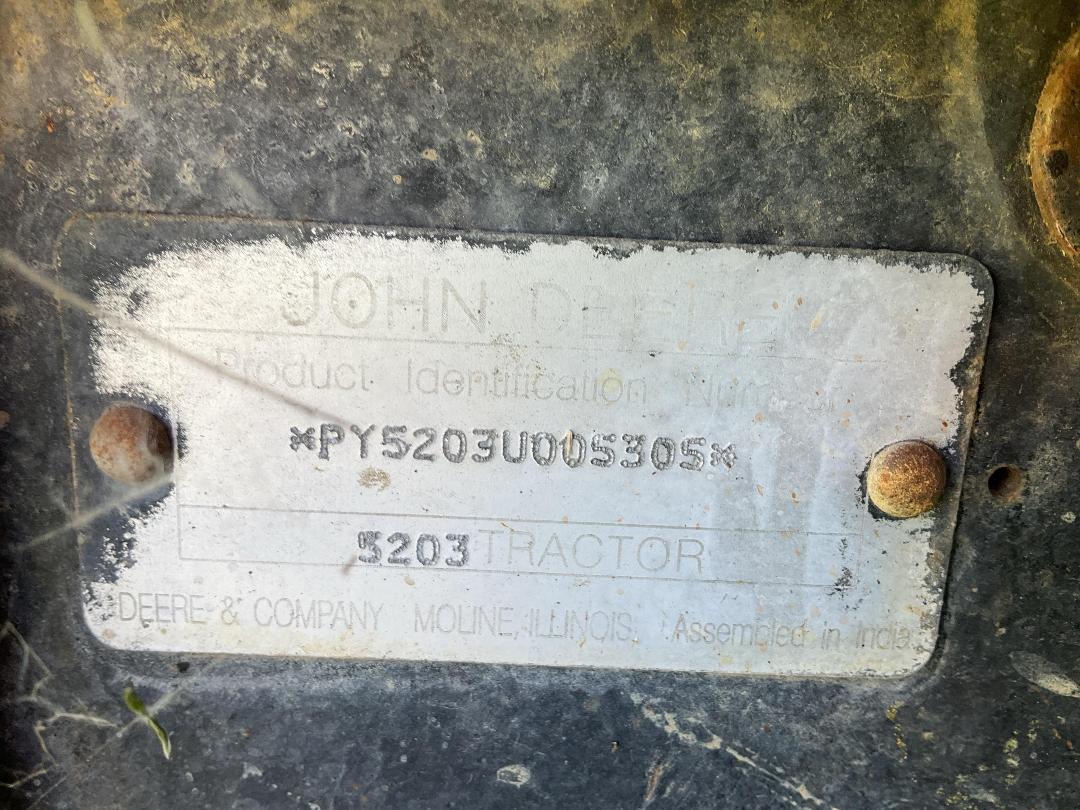 JOHN DEERE
Product Identification Number
*PY5203U005305*
5203 TRACTOR
DEERE & COMPANY MOLINE, ILLINOIS Assembled in India